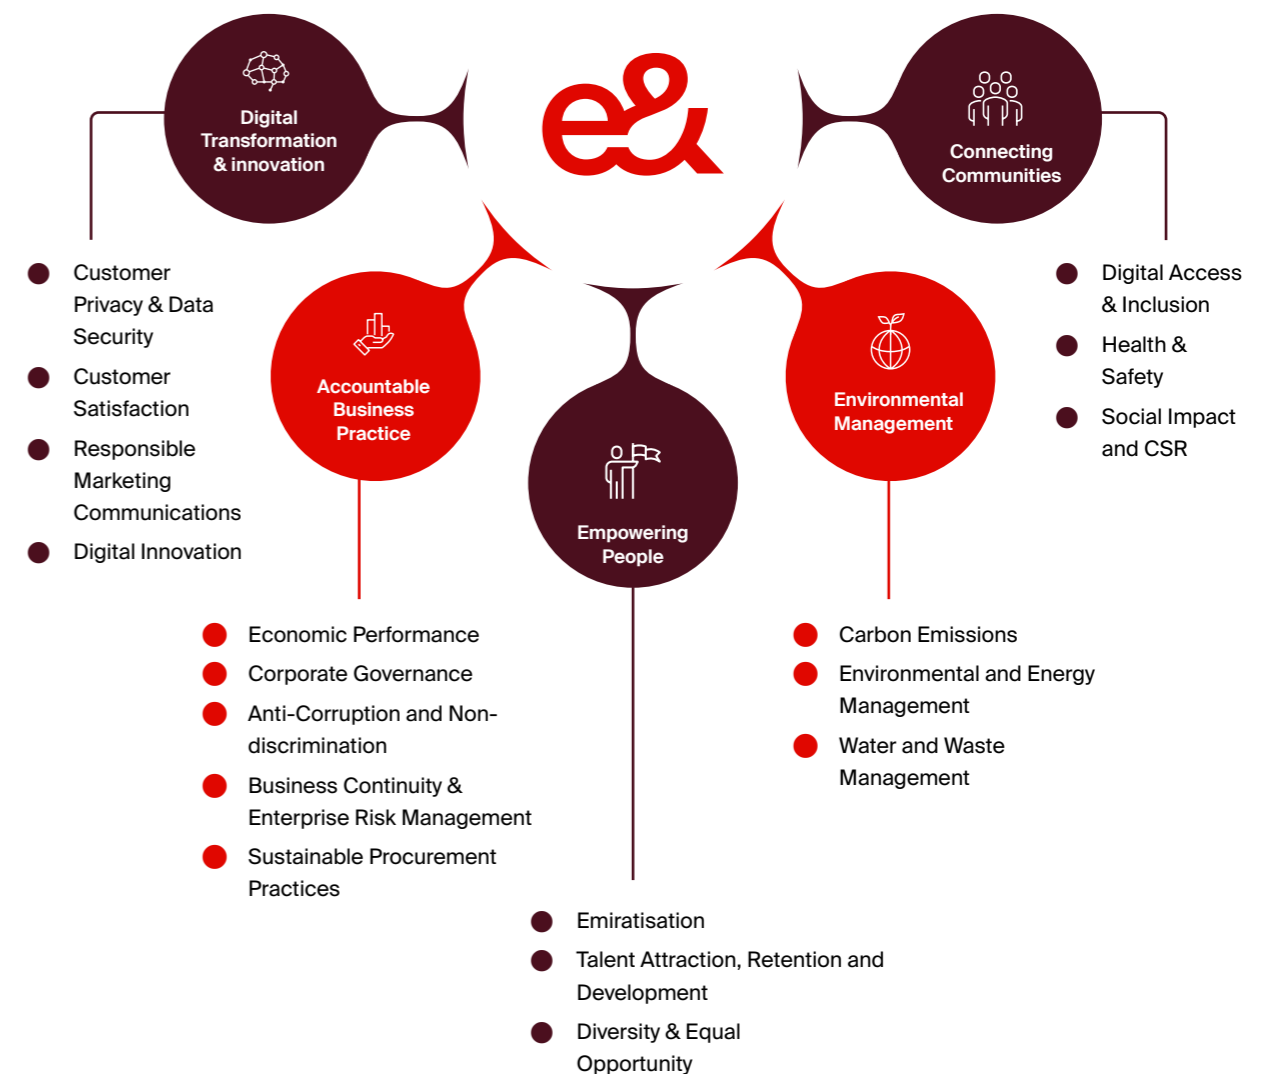 e&
Digital
Transformation
& innovation
Customer
Privacy & Data
Security
Customer
Satisfaction
Responsible
Marketing
Communications
Digital Innovation
Accountable
Business
Practice
Economic Performance
Corporate Governance
Anti-Corruption and Non-
discrimination
Business Continuity &
Enterprise Risk Management
Sustainable Procurement
Practices
Empowering
People
Emiratisation
Talent Attraction, Retention and
Development
Diversity & Equal
Opportunity
Environmental
Management
Carbon Emissions
Environmental and Energy
Management
Water and Waste
Management
Connecting
Communities
Digital Access
& Inclusion
Health &
Safety
Social Impact
and CSR